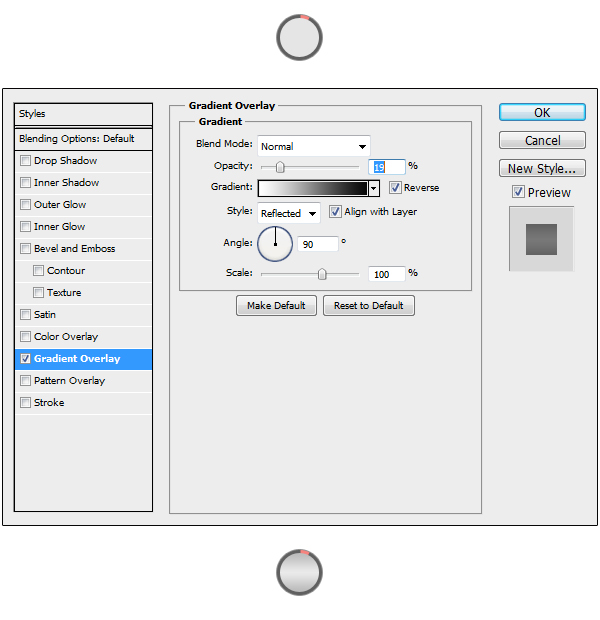 Styles
Blending Options: Default
Drop Shadow
Inner Shadow
Outer Glow
Inner Glow
Bevel and Emboss
Contour
Texture
Satin
Color Overlay
Gradient Overlay
Pattern Overlay
Stroke
Gradient Overlay
Gradient
Blend Mode: Normal
Opacity: 19 %
Gradient: Reverse
Style: Reflected Align with Layer
Angle: 90 °
Scale: 100 %
Make Default Reset to Default
OK
Cancel
New Style...
Preview